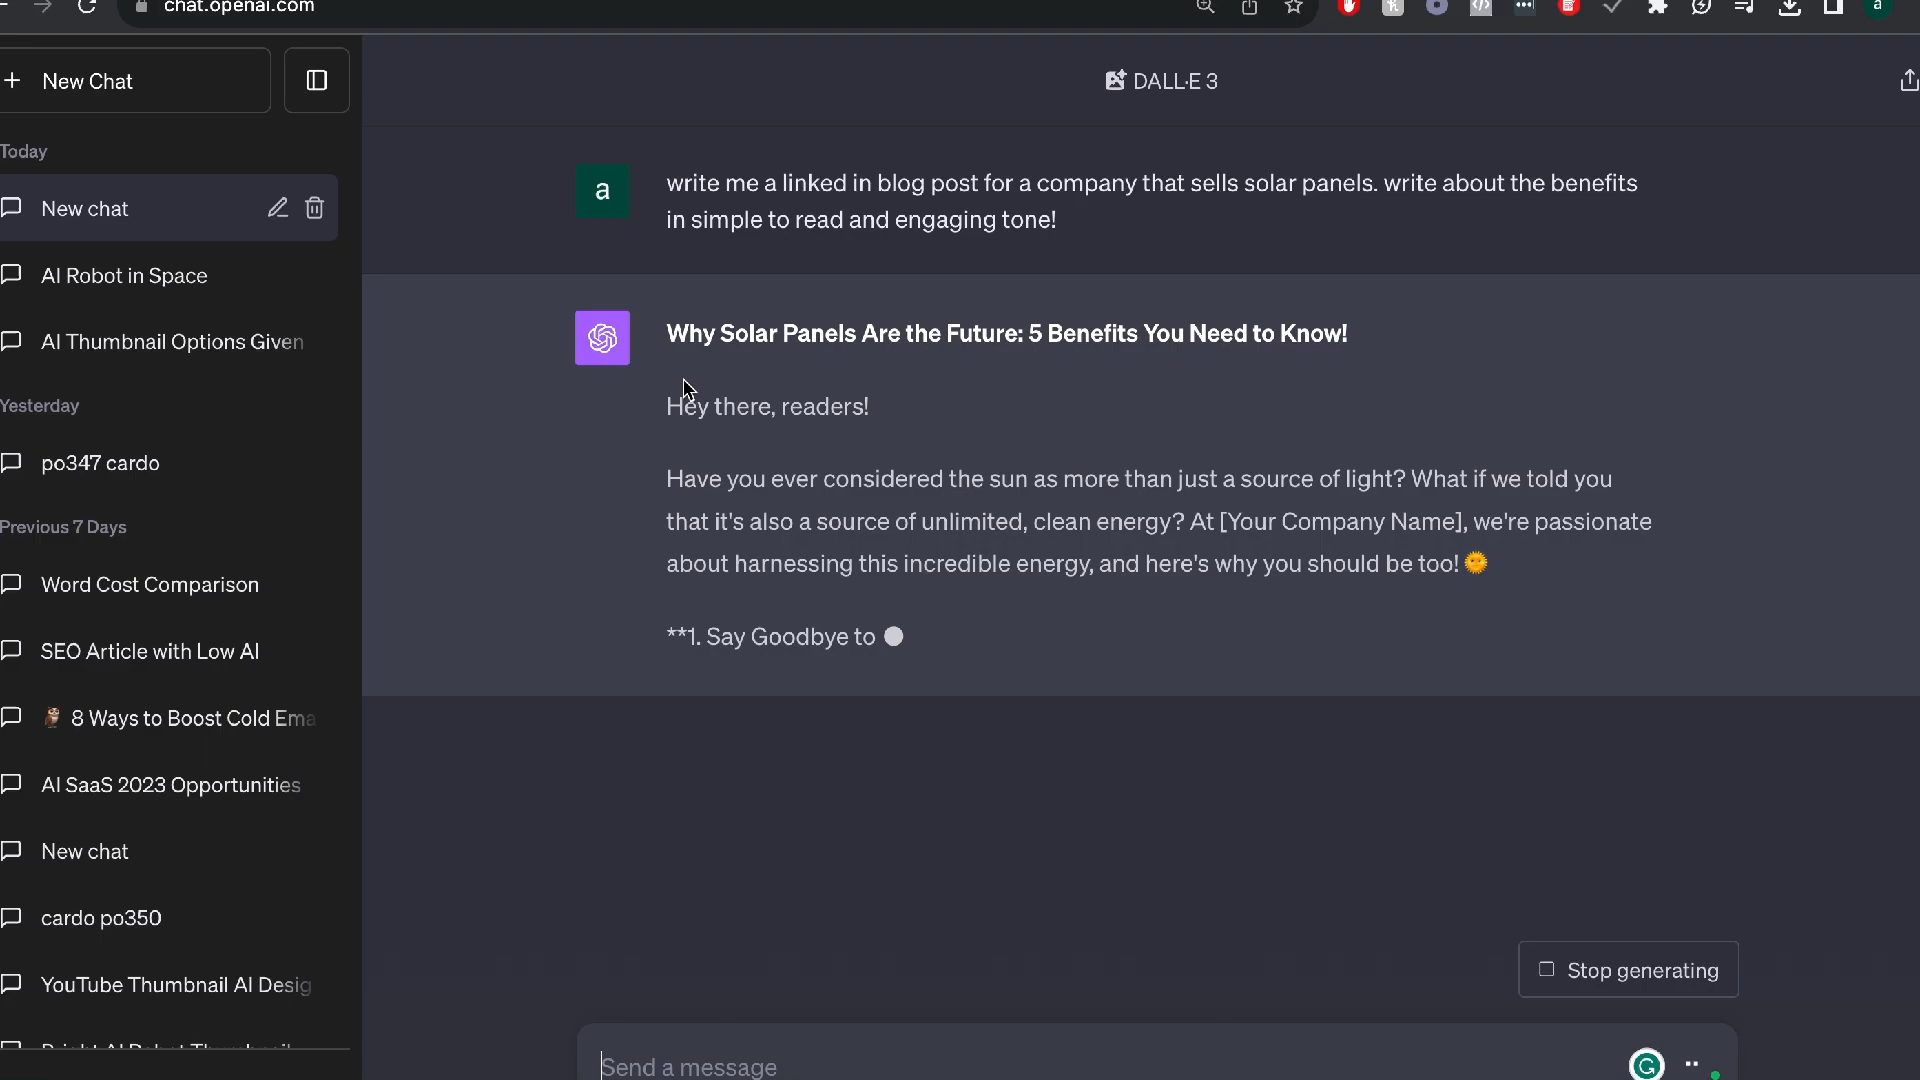 chat.openai.com
New Chat
DALL·E 3
Today
New chat
AI Robot in Space
AI Thumbnail Options Given
Yesterday
po347 cardo
Previous 7 Days
Word Cost Comparison
SEO Article with Low AI
🦉 8 Ways to Boost Cold Ema
AI SaaS 2023 Opportunities
New chat
cardo po350
YouTube Thumbnail AI Desig
a
write me a linked in blog post for a company that sells solar panels. write about the benefits
in simple to read and engaging tone!
Why Solar Panels Are the Future: 5 Benefits You Need to Know!
Hey there, readers!
Have you ever considered the sun as more than just a source of light? What if we told you
that it's also a source of unlimited, clean energy? At [Your Company Name], we're passionate
about harnessing this incredible energy, and here's why you should be too! 🌞
**1. Say Goodbye to
Stop generating
Send a message